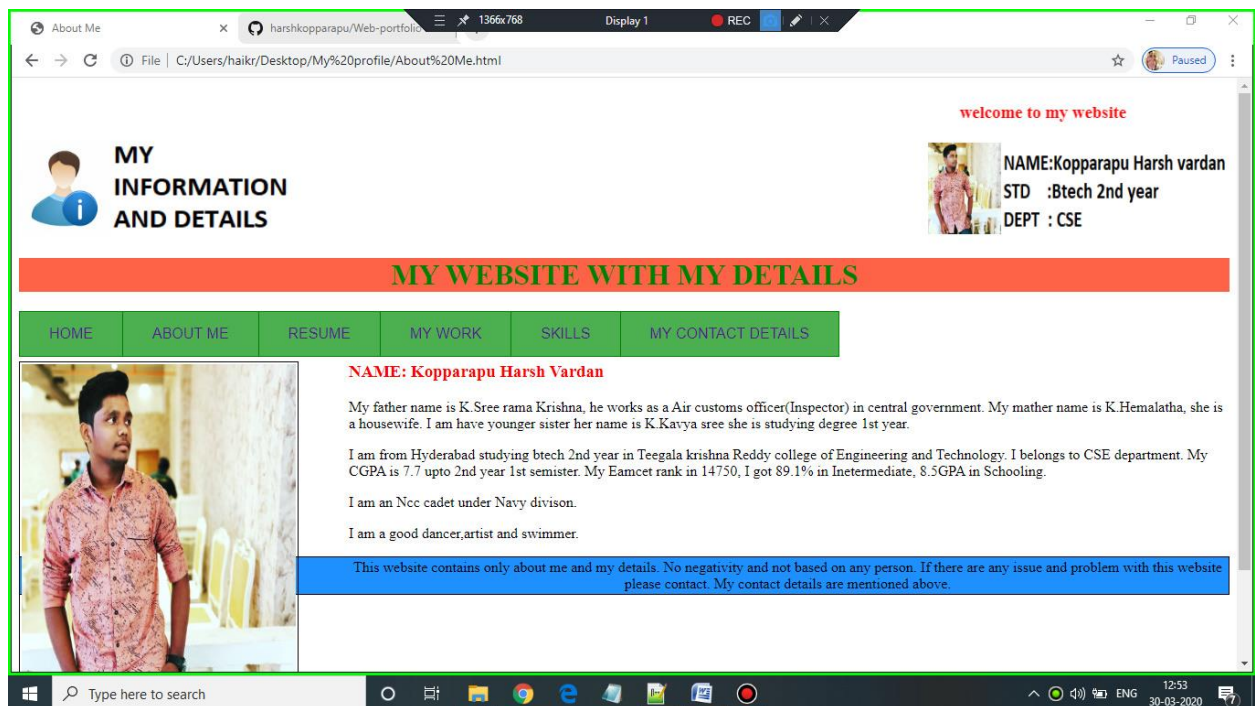 About Me
harshkopparapu/Web-portfolio
1366x768
Display 1
REC
File | C:/Users/haikr/Desktop/My%20profile/About%20Me.html
Paused
welcome to my website
MY
INFORMATION
AND DETAILS
NAME:Kopparapu Harsh vardan
STD :Btech 2nd year
DEPT : CSE
MY WEBSITE WITH MY DETAILS
HOME ABOUT ME RESUME MY WORK SKILLS MY CONTACT DETAILS
NAME: Kopparapu Harsh Vardan
My father name is K.Sree rama Krishna, he works as a Air customs officer(Inspector) in central government. My mather name is K.Hemalatha, she is
a housewife. I am have younger sister her name is K.Kavya sree she is studying degree 1st year.
I am from Hyderabad studying btech 2nd year in Teegala krishna Reddy college of Engineering and Technology. I belongs to CSE department. My
CGPA is 7.7 upto 2nd year 1st semister. My Eamcet rank in 14750, I got 89.1% in Inetermediate, 8.5GPA in Schooling.
I am an Ncc cadet under Navy divison.
I am a good dancer,artist and swimmer.
This website contains only about me and my details. No negativity and not based on any person. If there are any issue and problem with this website
please contact. My contact details are mentioned above.
Type here to search
ENG
12:53
30-03-2020
7